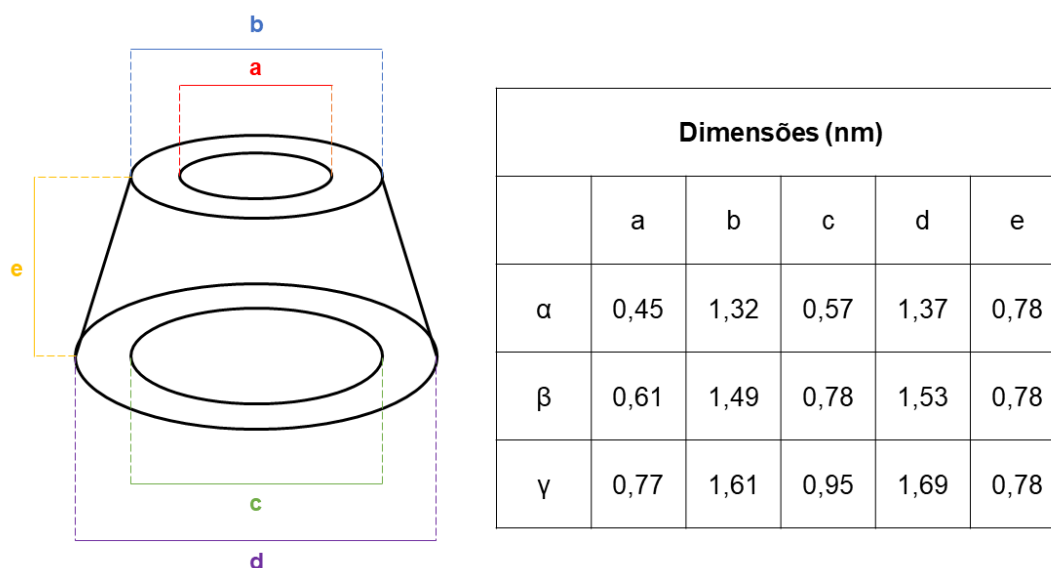 b
a
e
c
d
Dimensões (nm)
a b c d e
α 0,45 1,32 0,57 1,37 0,78
β 0,61 1,49 0,78 1,53 0,78
γ 0,77 1,61 0,95 1,69 0,78